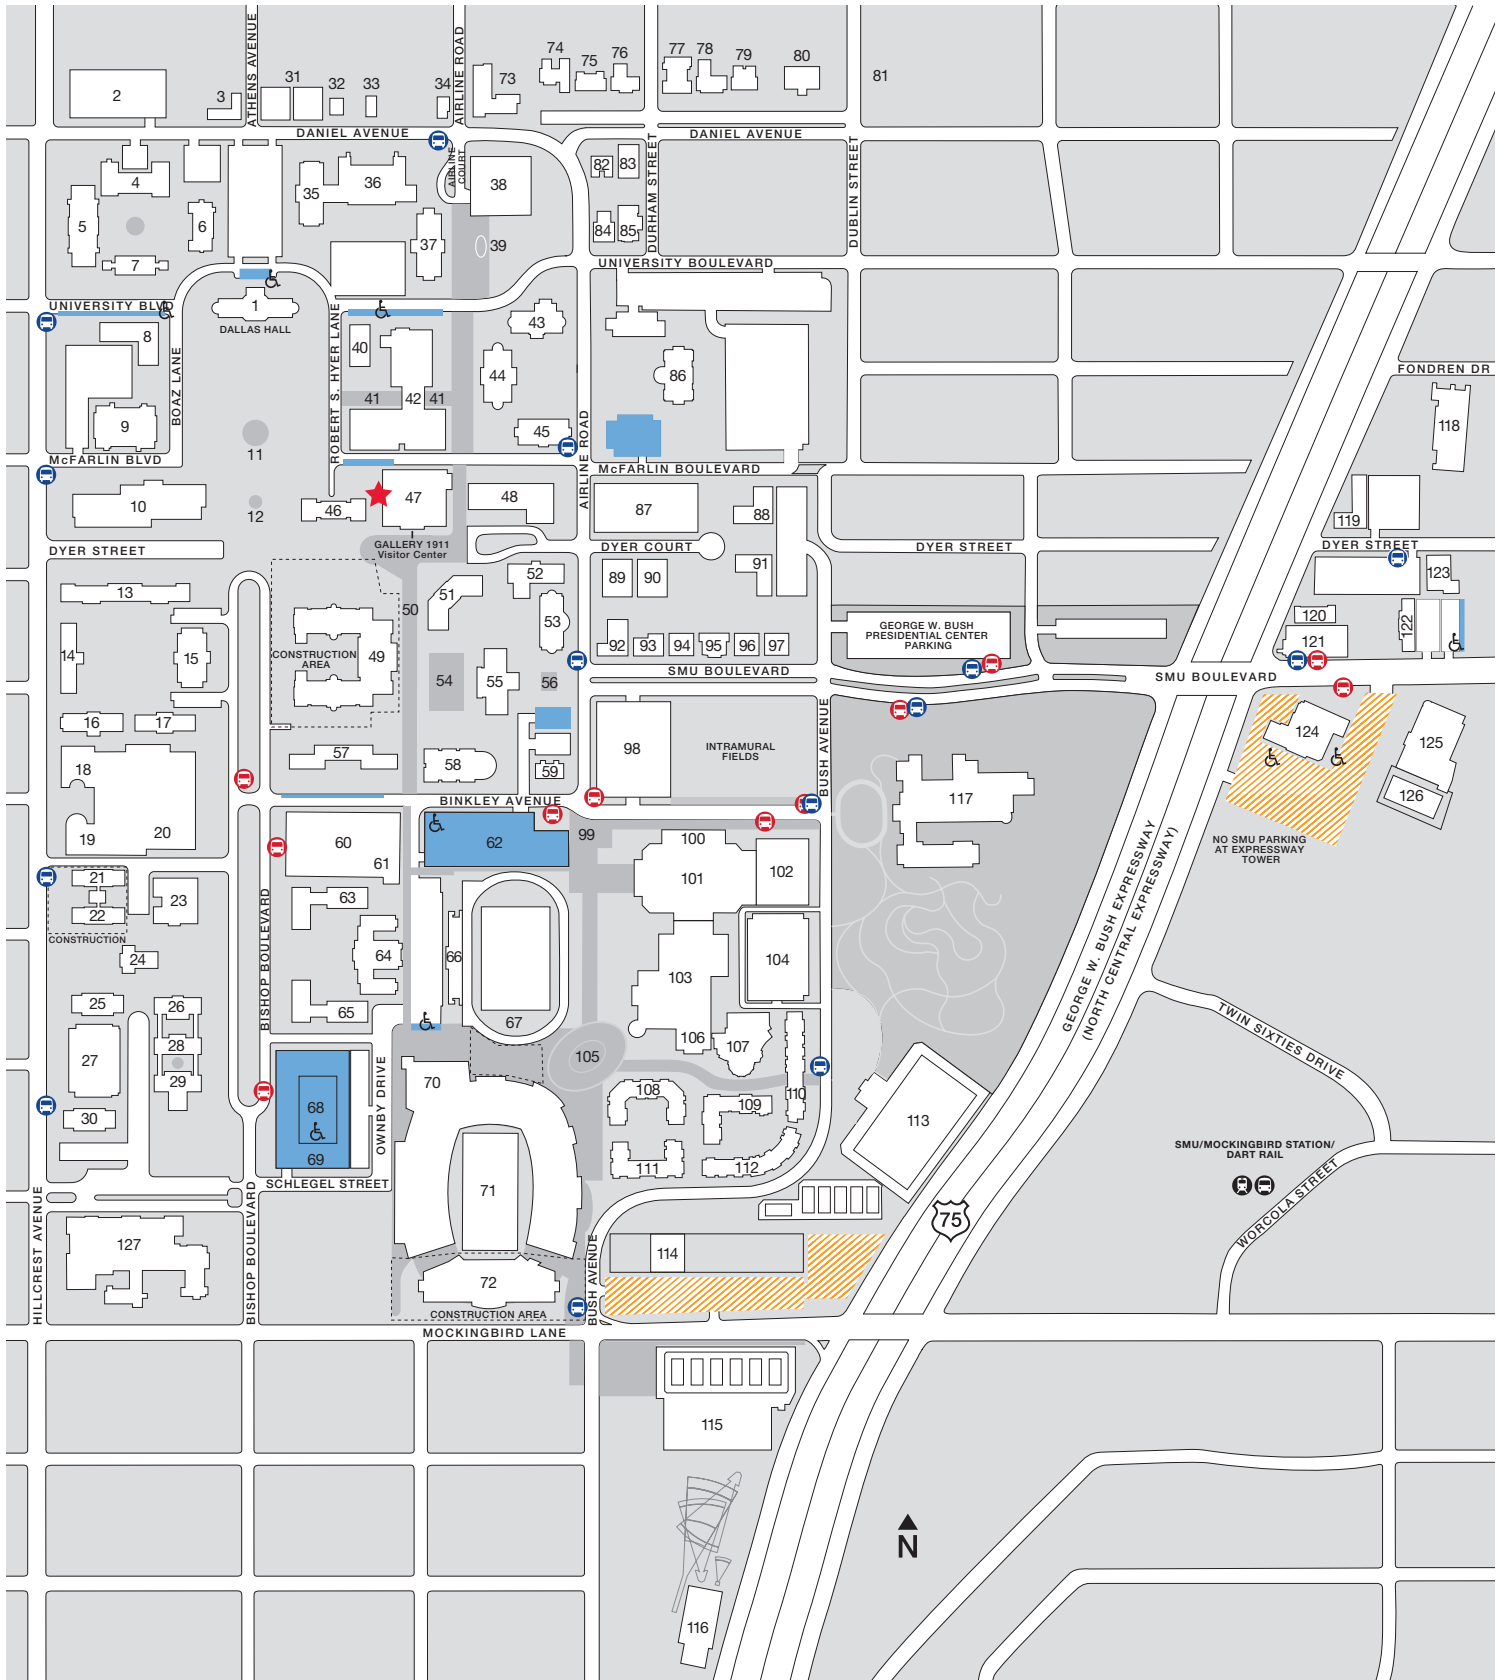 ATHENS AVENUE
AIRLINE ROAD
74
75
76
77
78
79
80
81
2
3
31
32
33
34
73
DANIEL AVENUE
DANIEL AVENUE
AIRLINE
COURT
DURHAM STREET
DUBLIN STREET
4
5
6
7
35
36
37
38
39
82
83
84
85
UNIVERSITY BOULEVARD
UNIVERSITY BLVD
1
DALLAS HALL
ROBERT S. HYER LANE
BOAZ LANE
8
9
40
41
42
41
43
44
45
86
AIRLINE ROAD
FONDREN DR
118
11
McFARLIN BLVD
McFARLIN BOULEVARD
10
12
46
47
48
87
88
119
GALLERY 1911
Visitor Center
DYER STREET
DYER COURT
DYER STREET
DYER STREET
13
14
15
16
17
50
51
52
53
89
90
91
123
120
121
122
CONSTRUCTION
AREA
49
54
55
56
92
93
94
95
96
97
GEORGE W. BUSH
PRESIDENTIAL CENTER
PARKING
SMU BOULEVARD
SMU BOULEVARD
57
58
59
98
INTRAMURAL
FIELDS
BUSH AVENUE
117
124
125
126
18
19
20
BINKLEY AVENUE
NO SMU PARKING
AT EXPRESSWAY
TOWER
60
61
62
99
100
101
102
21
22
23
CONSTRUCTION
24
BISHOP BOULEVARD
63
64
65
66
67
103
104
GEORGE W. BUSH EXPRESSWAY
(NORTH CENTRAL EXPRESSWAY)
25
26
27
28
29
30
OWNBY DRIVE
68
69
70
105
106
107
108
109
110
111
112
113
TWIN SIXTIES DRIVE
SMU/MOCKINGBIRD STATION/
DART RAIL
WORCOLA STREET
SCHLEGEL STREET
71
75
HILLCREST AVENUE
127
BISHOP BOULEVARD
72
CONSTRUCTION AREA
BUSH AVENUE
114
MOCKINGBIRD LANE
115
116
N